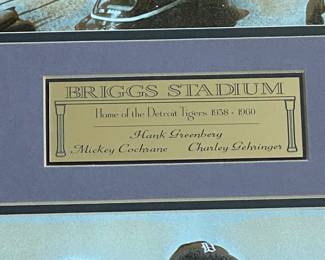 BRIGGS STADIUM
Home of the Detroit Tigers 1938 - 1960
Hank Greenberg
Mickey Cochrane Charley Gehringer
D